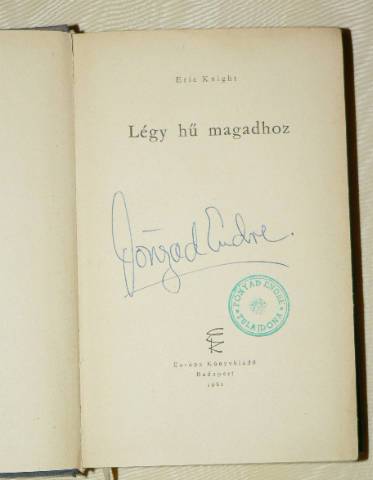 Eric Knight
Légy hű magadhoz
Fónyad Endre.
FÓNYAD ENDRE
TULAJDONA
Európa Könyvkiadó
Budapest